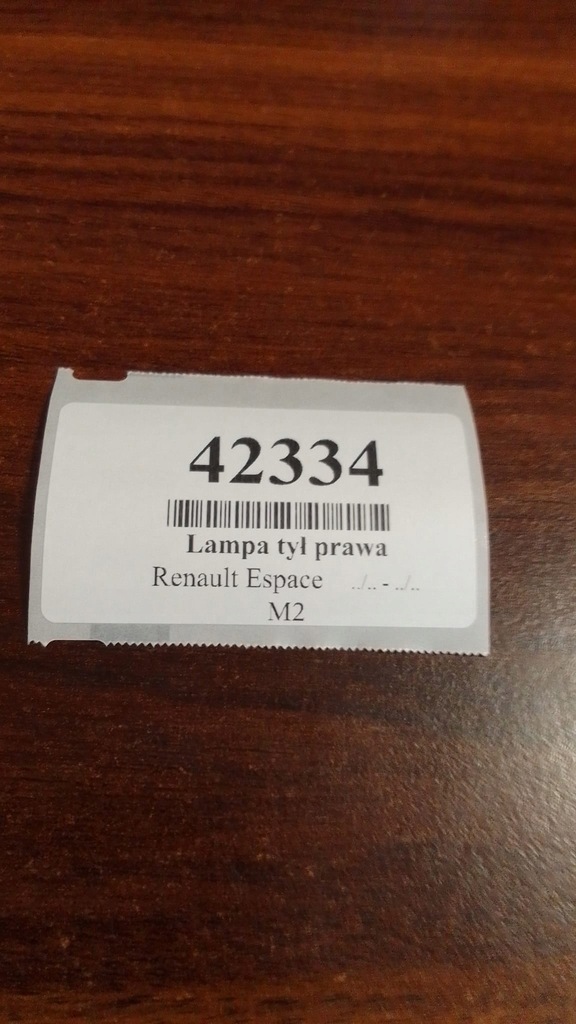 42334
Lampa tył prawa
Renault Espace ../.. - ../..
M2